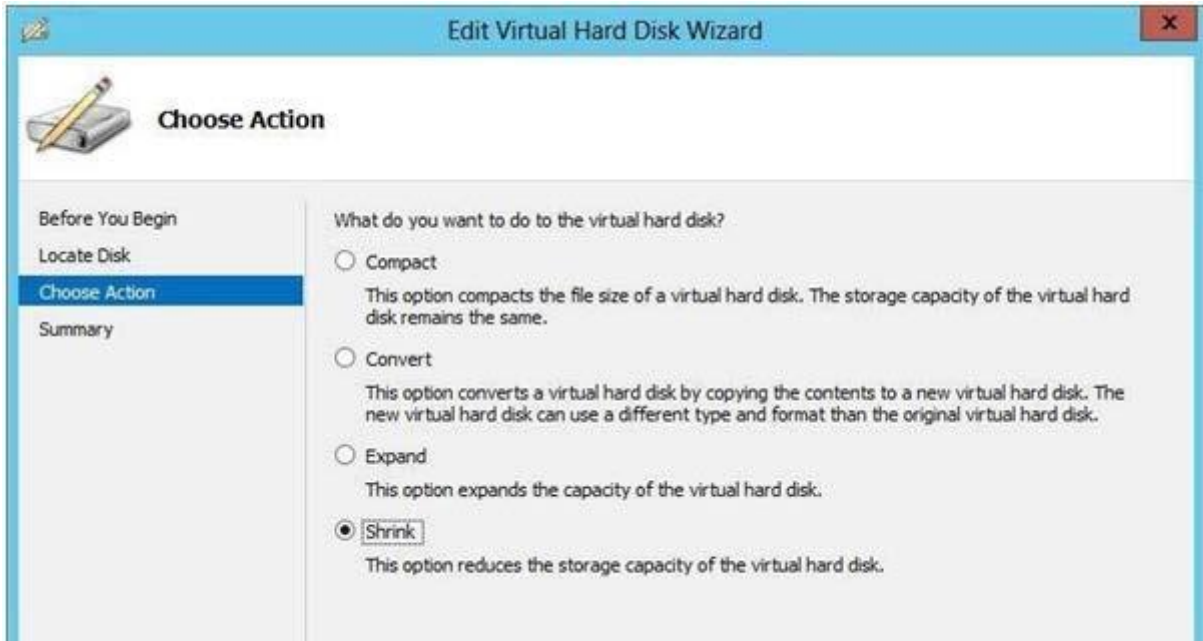 Edit Virtual Hard Disk Wizard
x
Choose Action
Before You Begin
Locate Disk
Choose Action
Summary
What do you want to do to the virtual hard disk?
Compact
This option compacts the file size of a virtual hard disk. The storage capacity of the virtual hard
disk remains the same.
Convert
This option converts a virtual hard disk by copying the contents to a new virtual hard disk. The
new virtual hard disk can use a different type and format than the original virtual hard disk.
Expand
This option expands the capacity of the virtual hard disk.
Shrink
This option reduces the storage capacity of the virtual hard disk.